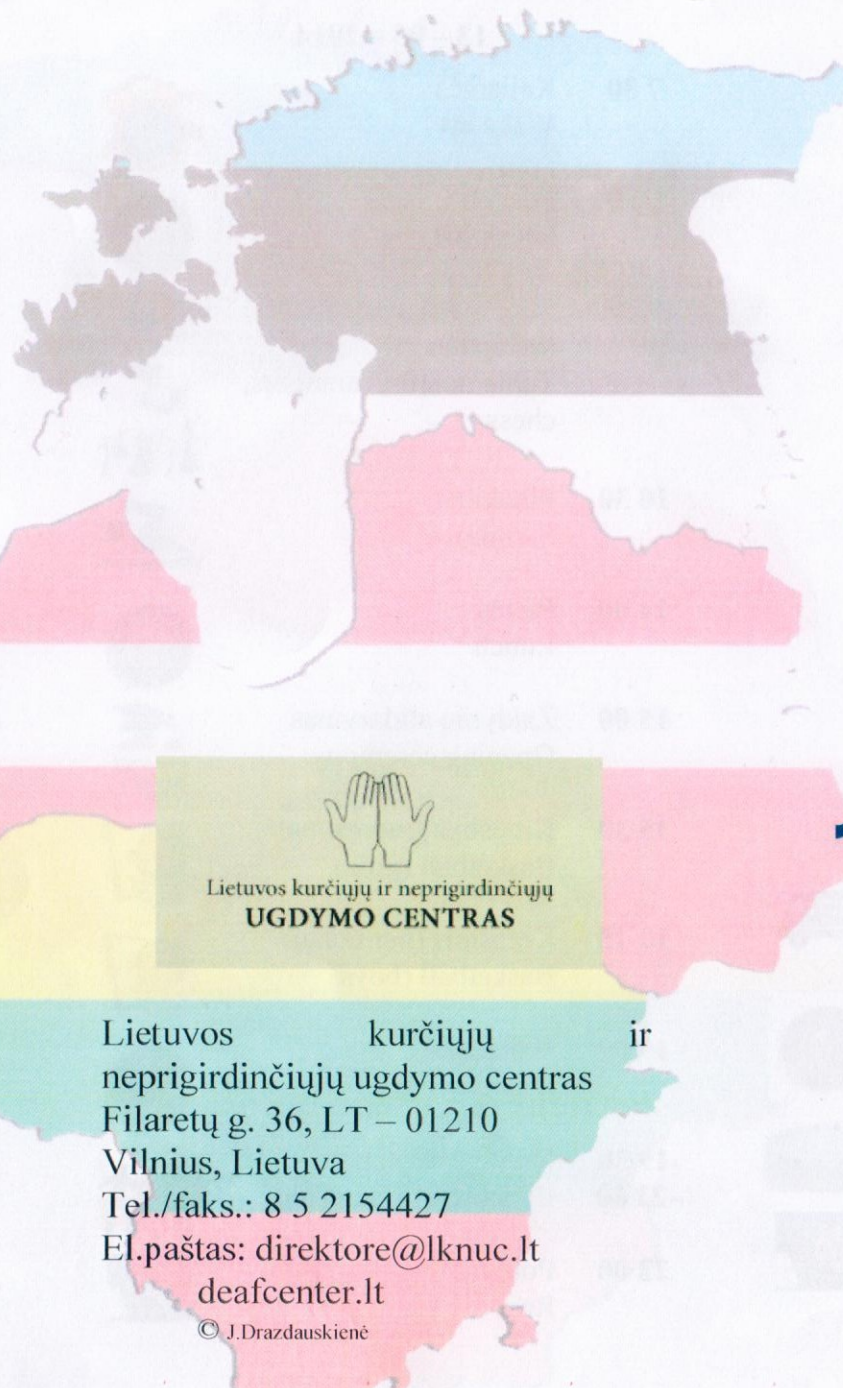 Lietuvos kurčiųjų ir neprigirdinčiųjų
UGDYMO CENTRAS
Lietuvos kurčiųjų ir
neprigirdinčiųjų ugdymo centras
Filaretų g. 36, LT – 01210
Vilnius, Lietuva
Tel./faks.: 8 5 2154427
El.paštas: direktore@lknuc.lt
deafcenter.lt
© J.Drazdauskienė